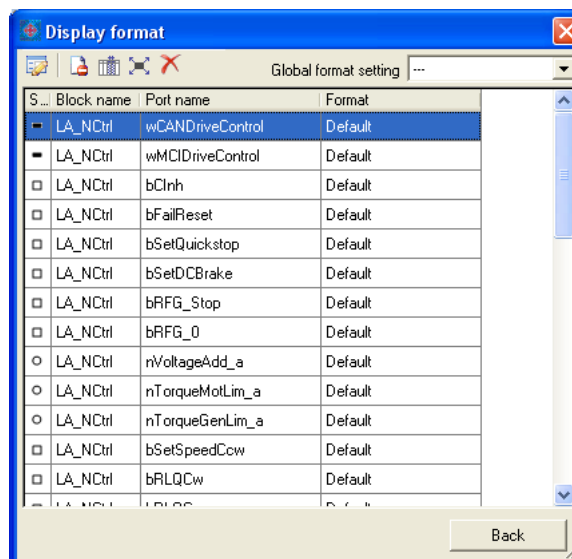 Display format
Global format setting ---
S... Block name Port name Format
LA_NCtrl wCANDriveControl Default
LA_NCtrl wMCIDriveControl Default
LA_NCtrl bCInh Default
LA_NCtrl bFailReset Default
LA_NCtrl bSetQuickstop Default
LA_NCtrl bSetDCBrake Default
LA_NCtrl bRFG_Stop Default
LA_NCtrl bRFG_0 Default
LA_NCtrl nVoltageAdd_a Default
LA_NCtrl nTorqueMotLim_a Default
LA_NCtrl nTorqueGenLim_a Default
LA_NCtrl bSetSpeedCcw Default
LA_NCtrl bRLQCw Default
Back